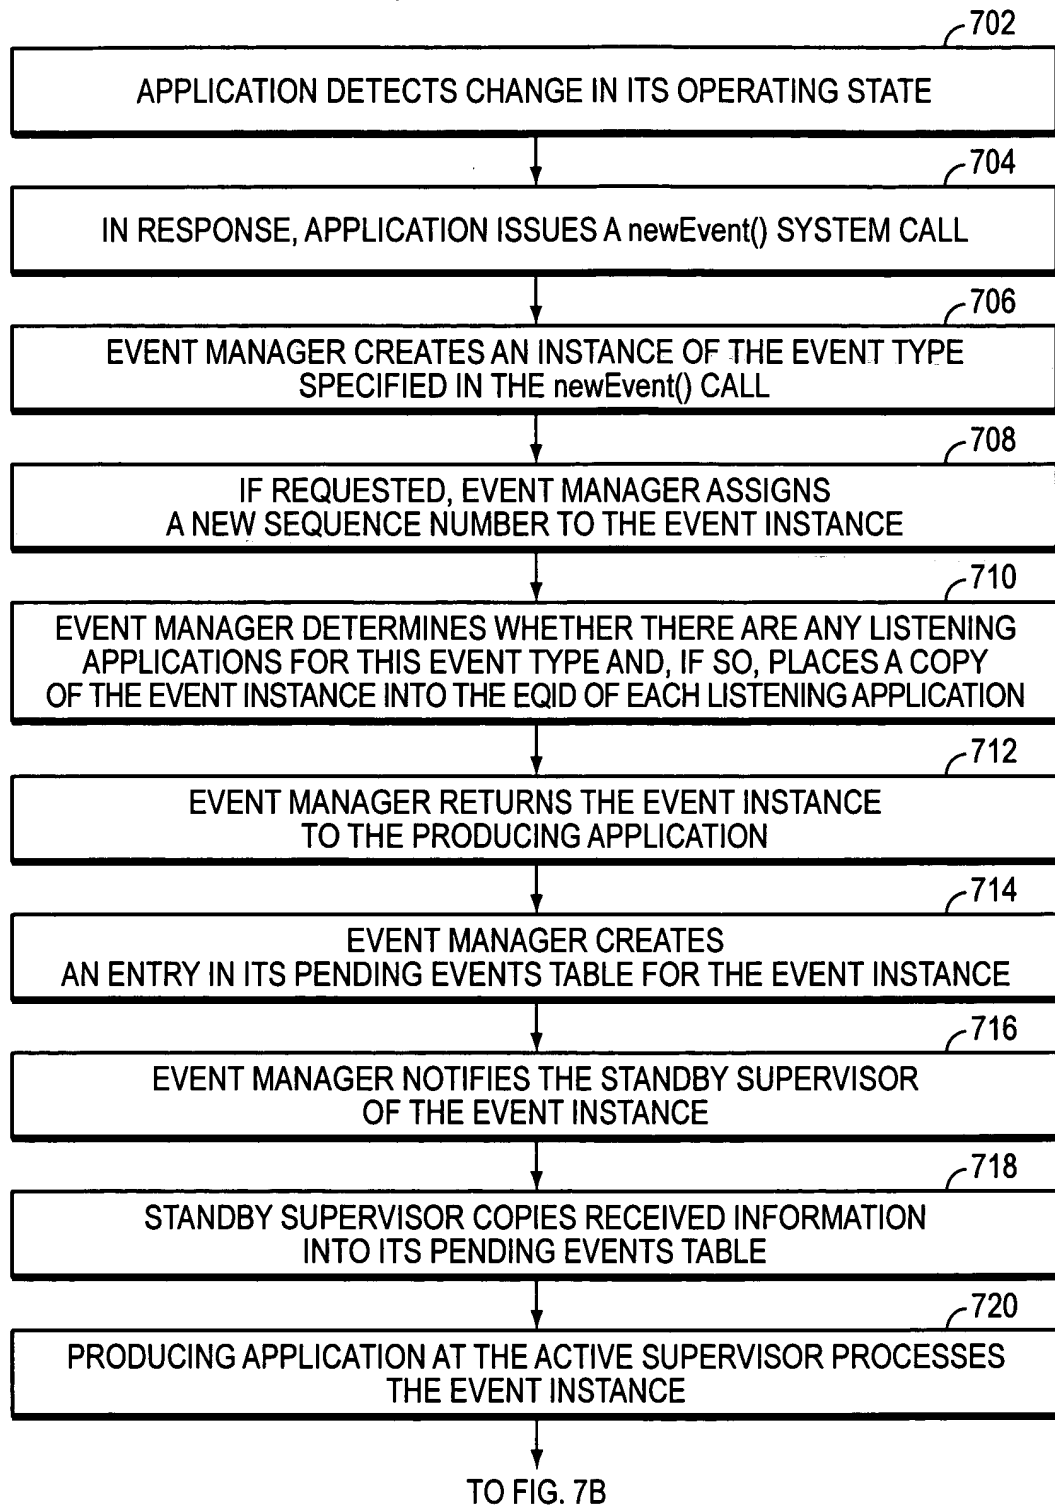 702
APPLICATION DETECTS CHANGE IN ITS OPERATING STATE
704
IN RESPONSE, APPLICATION ISSUES A newEvent() SYSTEM CALL
706
EVENT MANAGER CREATES AN INSTANCE OF THE EVENT TYPE
SPECIFIED IN THE newEvent() CALL
708
IF REQUESTED, EVENT MANAGER ASSIGNS
A NEW SEQUENCE NUMBER TO THE EVENT INSTANCE
710
EVENT MANAGER DETERMINES WHETHER THERE ARE ANY LISTENING
APPLICATIONS FOR THIS EVENT TYPE AND, IF SO, PLACES A COPY
OF THE EVENT INSTANCE INTO THE EQID OF EACH LISTENING APPLICATION
712
EVENT MANAGER RETURNS THE EVENT INSTANCE
TO THE PRODUCING APPLICATION
714
EVENT MANAGER CREATES
AN ENTRY IN ITS PENDING EVENTS TABLE FOR THE EVENT INSTANCE
716
EVENT MANAGER NOTIFIES THE STANDBY SUPERVISOR
OF THE EVENT INSTANCE
718
STANDBY SUPERVISOR COPIES RECEIVED INFORMATION
INTO ITS PENDING EVENTS TABLE
720
PRODUCING APPLICATION AT THE ACTIVE SUPERVISOR PROCESSES
THE EVENT INSTANCE
TO FIG. 7B